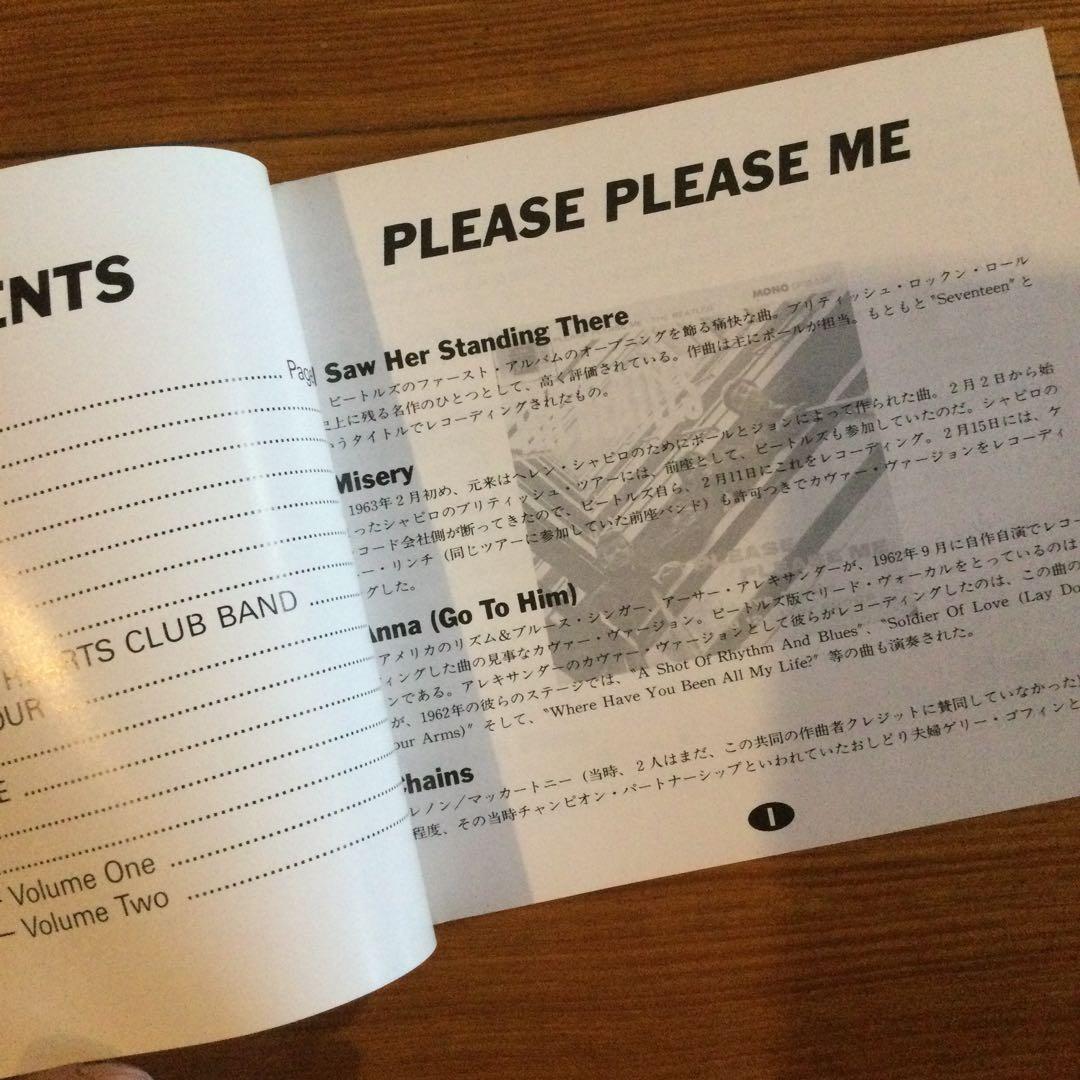 ENTS
Page
RTS CLUB BAND
OUR
E
Volume One
— Volume Two
PLEASE PLEASE ME
MONO
Saw Her Standing There
ビートルズのファースト・アルバムのオープニングを飾る痛快な曲。ブリティッシュ・ロックン・ロール
史上に残る名作のひとつとして、高く評価されている。作曲は主にポールが担当。もともと“Seventeen”と
うタイトルでレコーディングされたもの。
Misery
1963年2月初め、元来はヘレン・シャピロのためにポールとジョンによって作られた曲。2月2日から始
ったシャピロのブリティッシュ・ツアーには、前座として、ビートルズも参加していたのだ。シャピロの
コード会社側が断ってきたので、ビートルズ自ら、2月11日にこれをレコーディング。2月15日には、ケ
ー・リンチ（同じツアーに参加していた前座バンド）も許可つきでカヴァー・ヴァージョンをレコーディ
グした。
PLEASE
PLEASE ME
Anna (Go To Him)
アメリカのリズム&ブルース・シンガー、アーサー・アレキサンダーが、1962年9月に自作自演でレコー
ィングした曲の見事なカヴァー・ヴァージョン。ビートルズ版でリード・ヴォーカルをとっているのは
ンである。アレキサンダーのカヴァー・ヴァージョンとして彼らがレコーディングしたのは、この曲の
が、1962年の彼らのステージでは、“A Shot Of Rhythm And Blues”、“Soldier Of Love (Lay Do
our Arms)” そして、“Where Have You Been All My Life?” 等の曲も演奏された。
Chains
レノン／マッカートニー（当時、2人はまだ、この共同の作曲者クレジットに賛同していなかった）
程度、その当時チャンピオン・パートナーシップといわれていたおしどり夫婦ゲリー・ゴフィンと
1